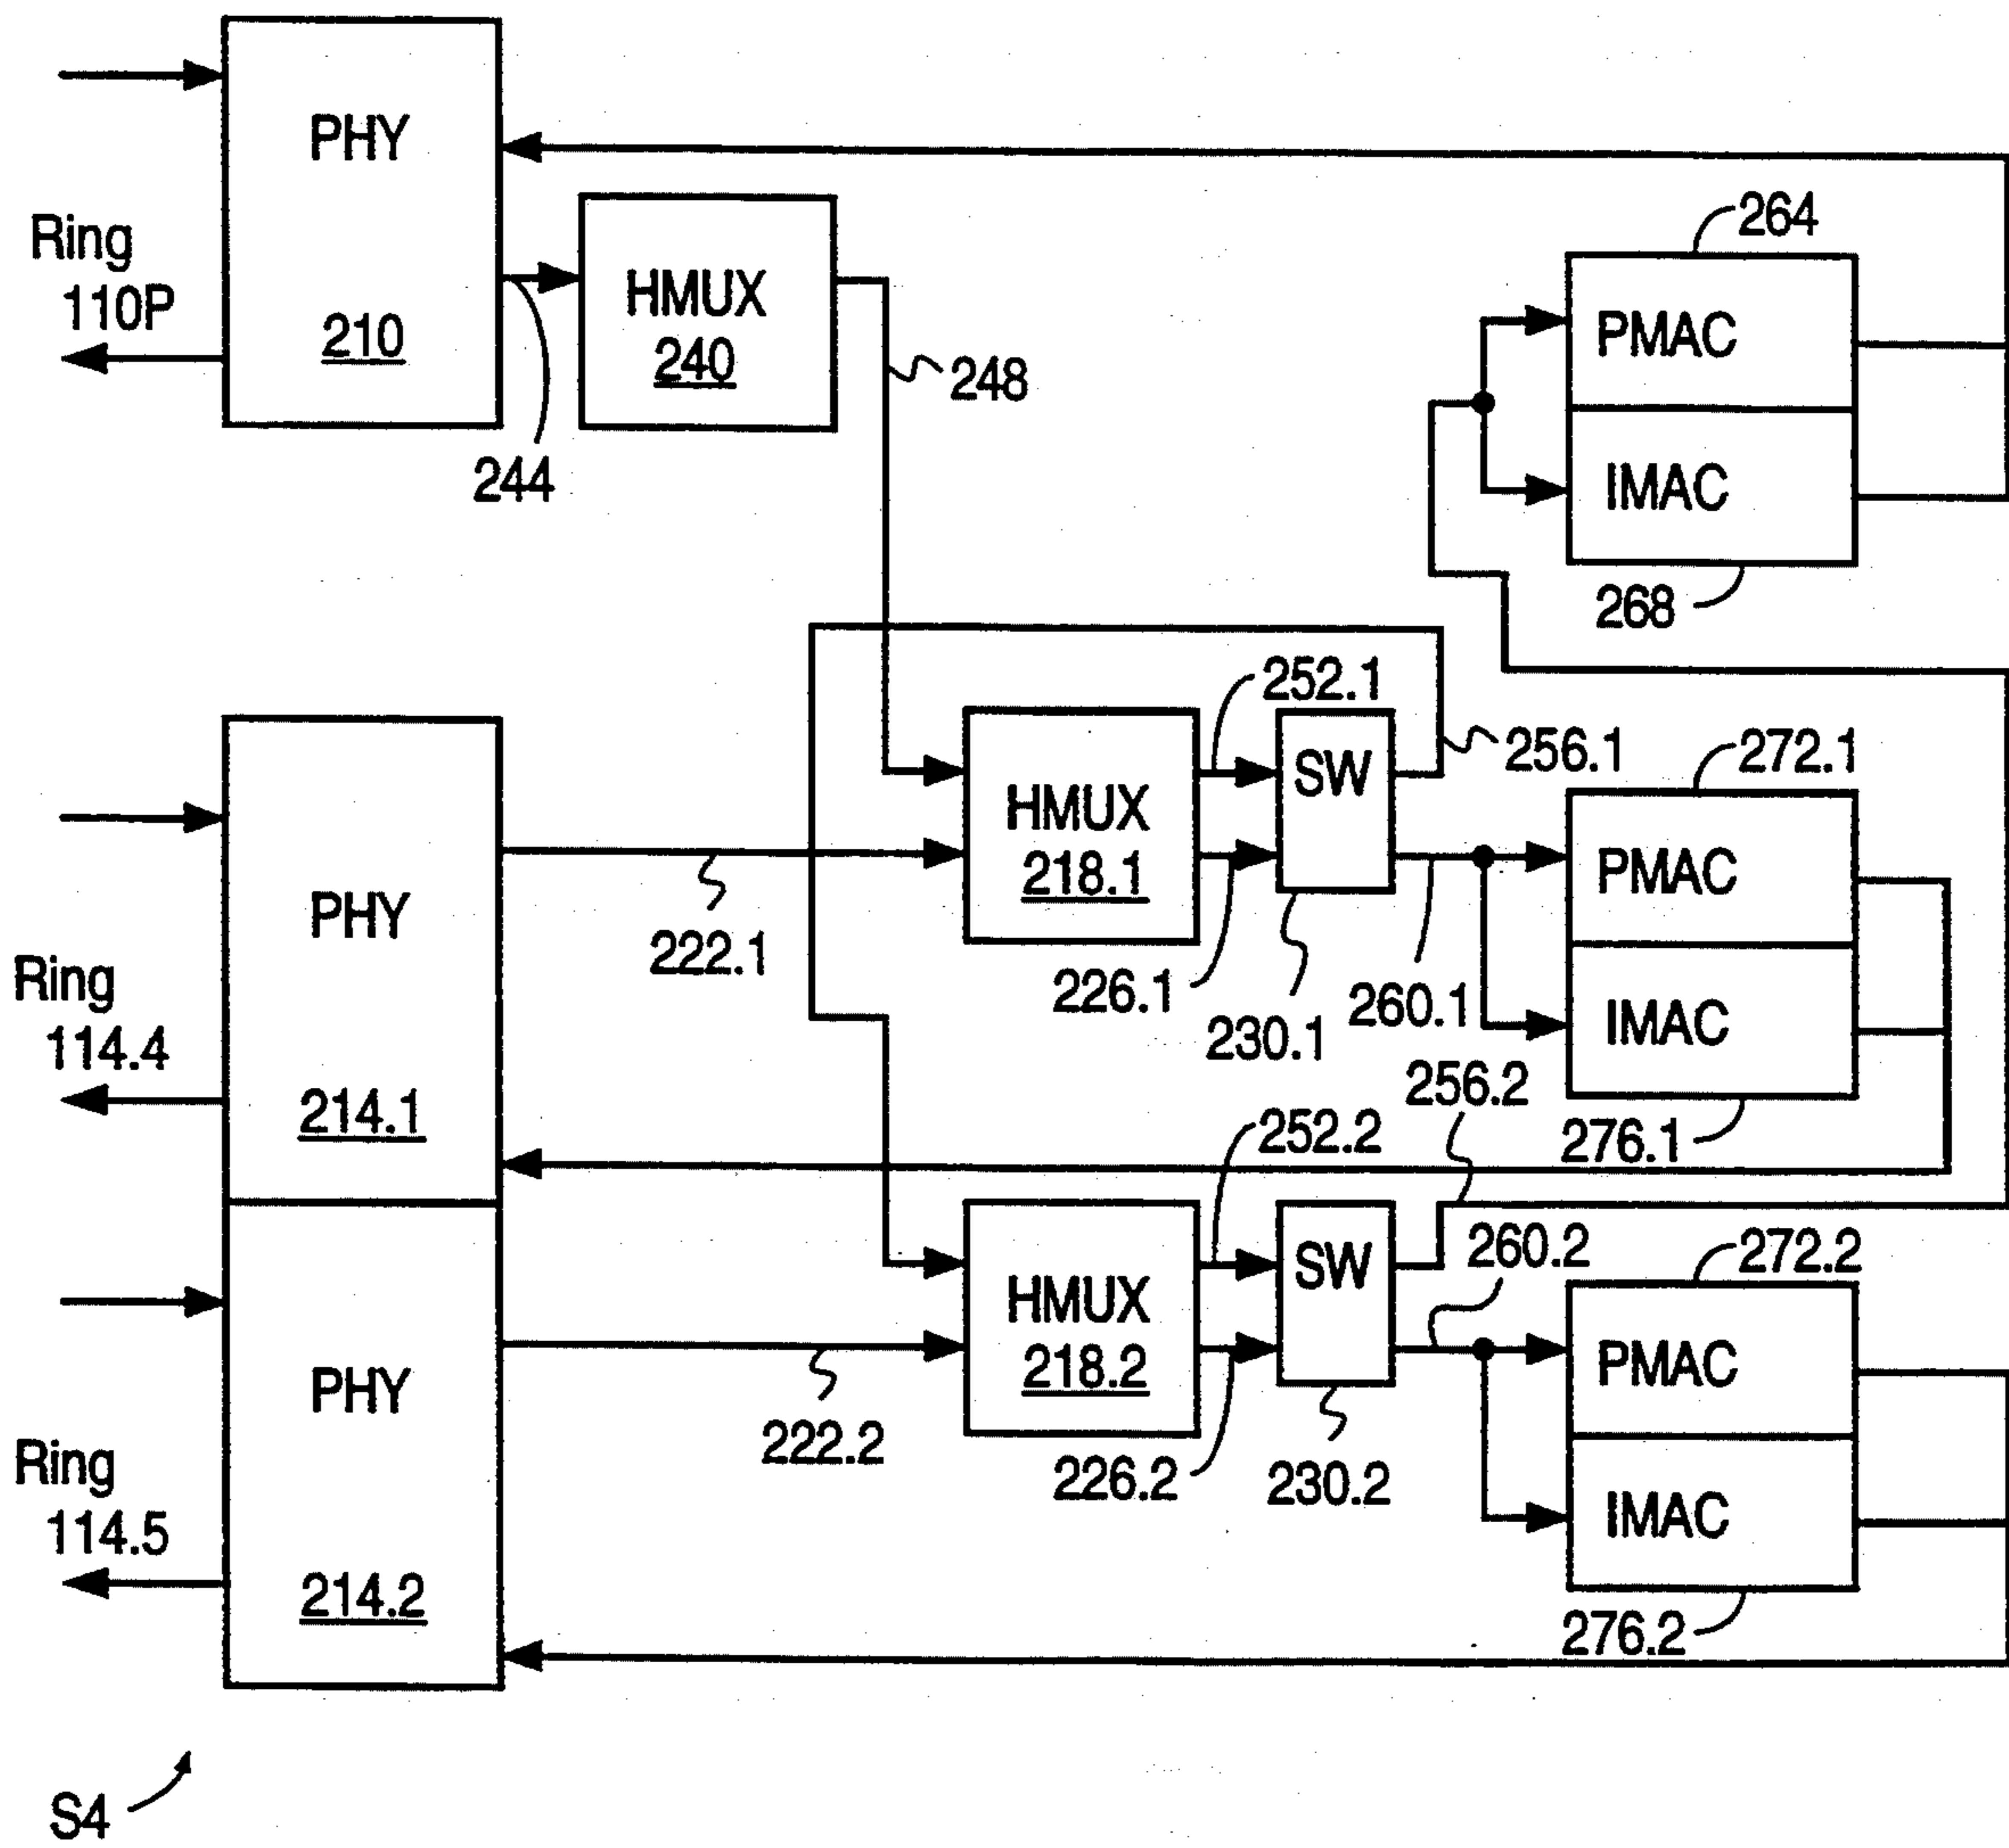 PHY
210
Ring
110P
HMUX
240
244
248
264
PMAC
IMAC
268
PHY
214.1
Ring
114.4
222.1
HMUX
218.1
252.1
226.1
SW
230.1
256.1
260.1
272.1
PMAC
IMAC
276.1
PHY
214.2
Ring
114.5
222.2
HMUX
218.2
252.2
226.2
SW
230.2
256.2
260.2
272.2
PMAC
IMAC
276.2
S4